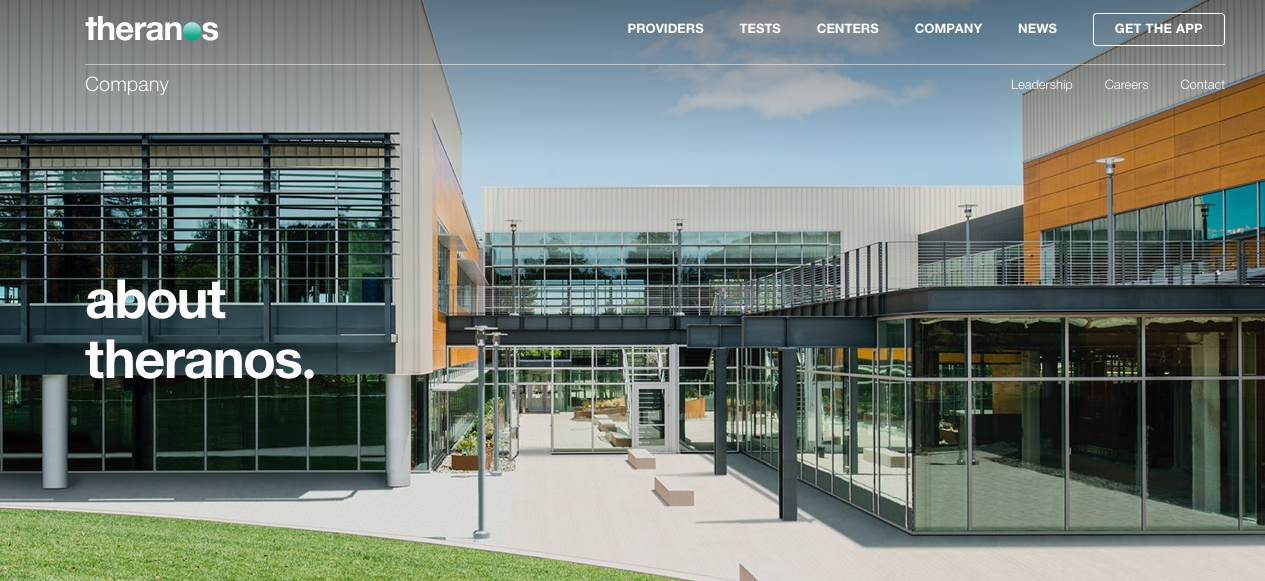 theranos
PROVIDERS TESTS CENTERS COMPANY NEWS GET THE APP
Company
Leadership Careers Contact
about
theranos.